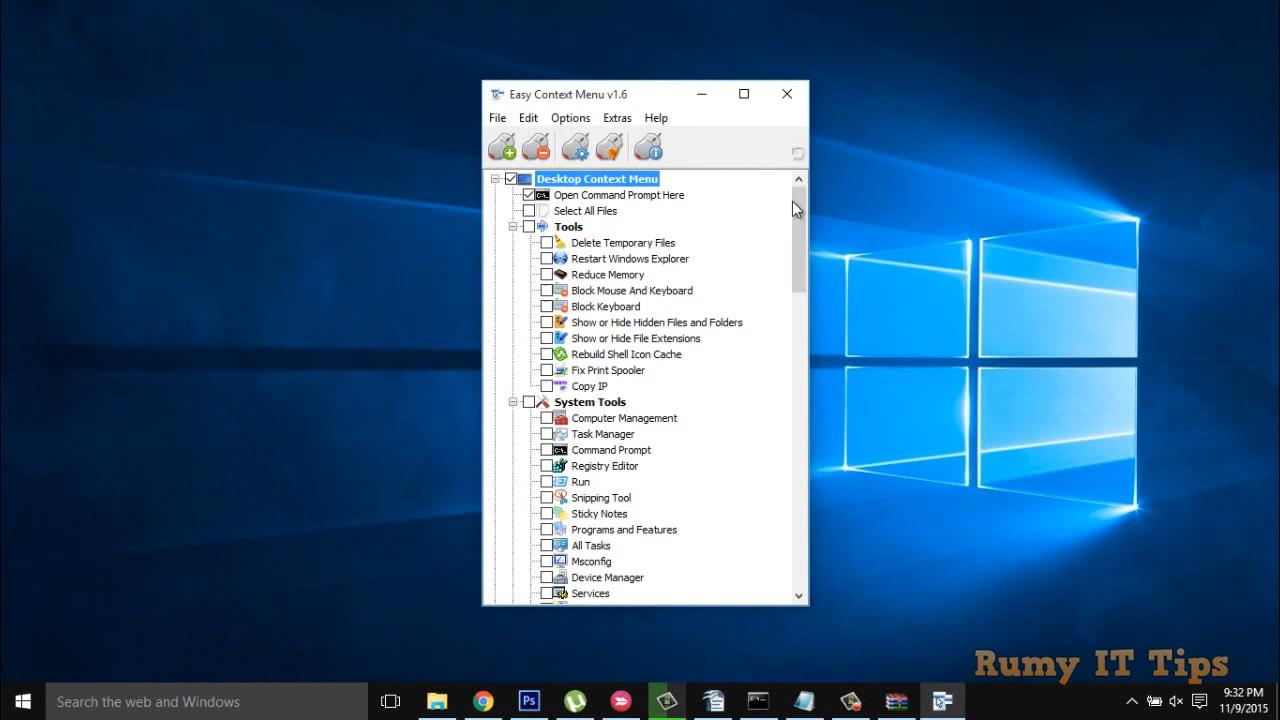 Easy Context Menu v1.6
File Edit Options Extras Help
Desktop Context Menu
C:\. Open Command Prompt Here
Select All Files
Tools
Delete Temporary Files
Restart Windows Explorer
Reduce Memory
Block Mouse And Keyboard
Block Keyboard
Show or Hide Hidden Files and Folders
Show or Hide File Extensions
Rebuild Shell Icon Cache
Fix Print Spooler
Copy IP
System Tools
Computer Management
Task Manager
C:\. Command Prompt
Registry Editor
Run
Snipping Tool
Sticky Notes
Programs and Features
All Tasks
Msconfig
Device Manager
Services
Rumy IT Tips
Search the web and Windows
Ps
9:32 PM
11/9/2015